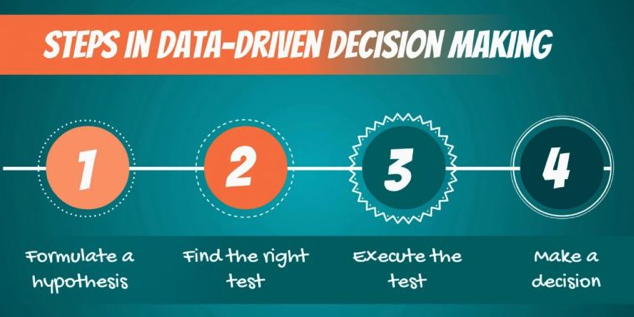 STEPS IN DATA-DRIVEN DECISION MAKING
1
2
3
4
Formulate a
hypothesis
Find the right
test
Execute the
test
Make a
decision